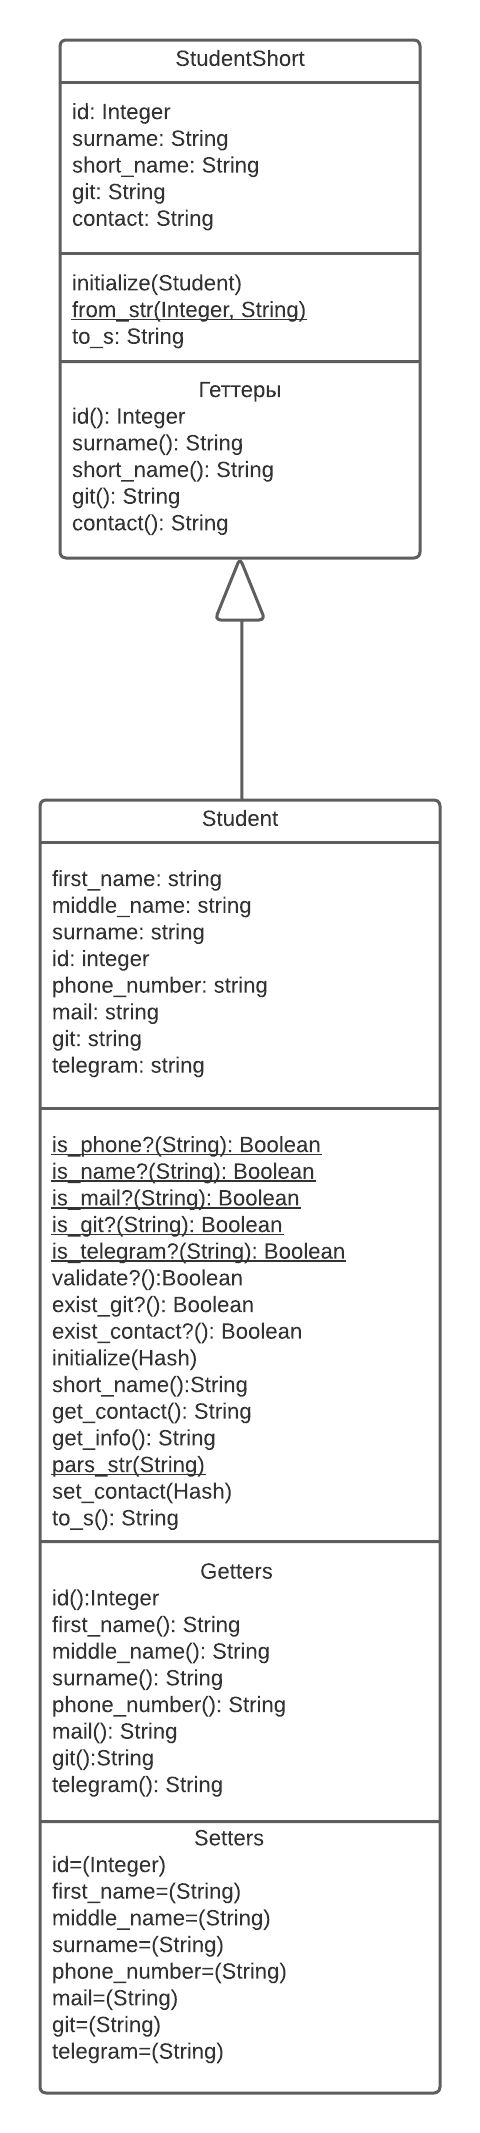 StudentShort
id: Integer
surname: String
short_name: String
git: String
contact: String
initialize(Student)
from_str(Integer, String)
to_s: String
Геттеры
id(): Integer
surname(): String
short_name(): String
git(): String
contact(): String
Student
first_name: string
middle_name: string
surname: string
id: integer
phone_number: string
mail: string
git: string
telegram: string
is_phone?(String): Boolean
is_name?(String): Boolean
is_mail?(String): Boolean
is_git?(String): Boolean
is_telegram?(String): Boolean
validate?():Boolean
exist_git?(): Boolean
exist_contact?(): Boolean
initialize(Hash)
short_name():String
get_contact(): String
get_info(): String
pars_str(String)
set_contact(Hash)
to_s(): String
Getters
id():Integer
first_name(): String
middle_name(): String
surname(): String
phone_number(): String
mail(): String
git():String
telegram(): String
Setters
id=(Integer)
first_name=(String)
middle_name=(String)
surname=(String)
phone_number=(String)
mail=(String)
git=(String)
telegram=(String)